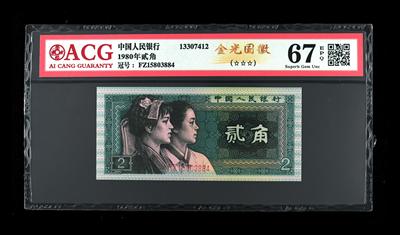 ACG
AI CANG GUARANTY
中国人民银行 13307412
1980年贰角
冠号：FZ15803884
金光国徽
(☆☆☆)
67 EPQ
Superb Gem Unc
中国人民银行
贰角
2 2